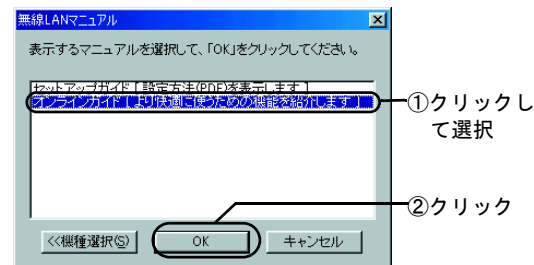 無線LANマニュアル
表示するマニュアルを選択して、「OK」をクリックしてください。
セットアップガイド [ 設定方法(PDF)を表示します ]
オンラインガイド [ より快適に使うための機能を紹介します ]
①クリックし
て選択
②クリック
<<機種選択(S)
OK
キャンセル